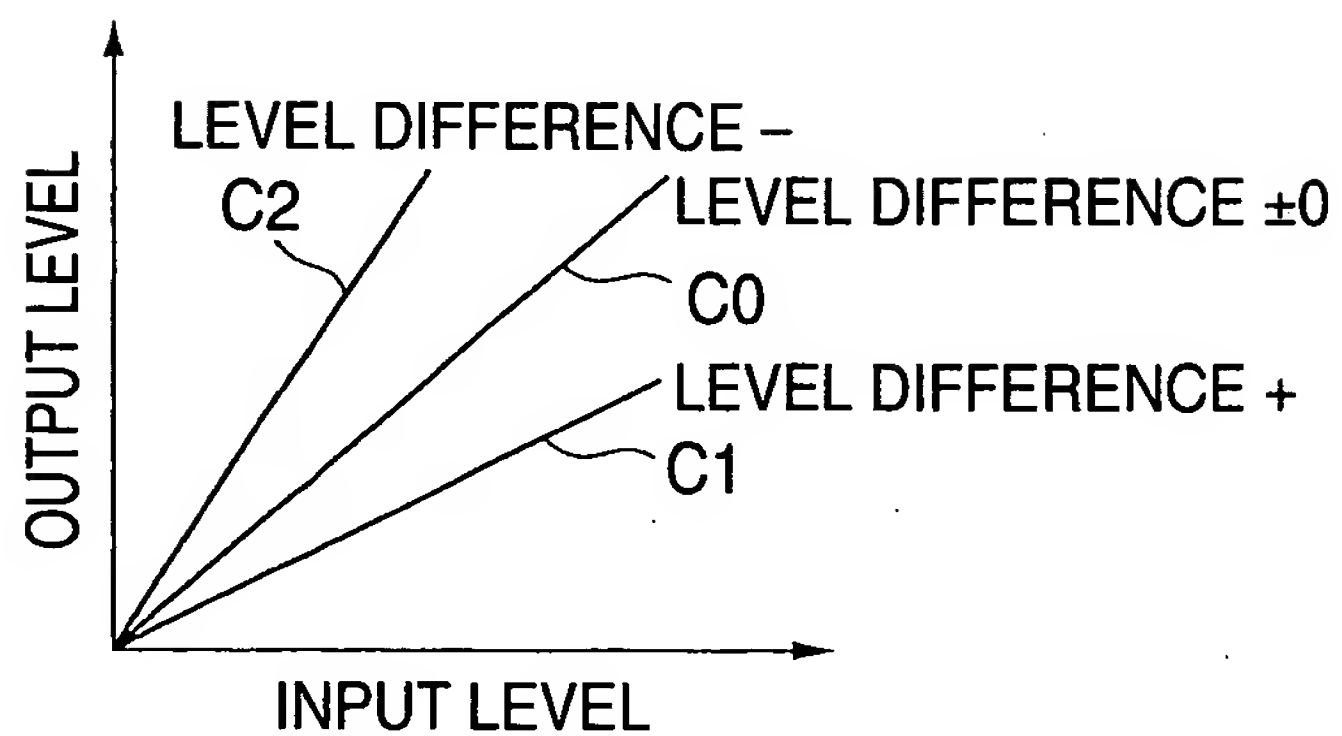 LEVEL DIFFERENCE –
C2
LEVEL DIFFERENCE ±0
C0
LEVEL DIFFERENCE +
C1
OUTPUT LEVEL
INPUT LEVEL